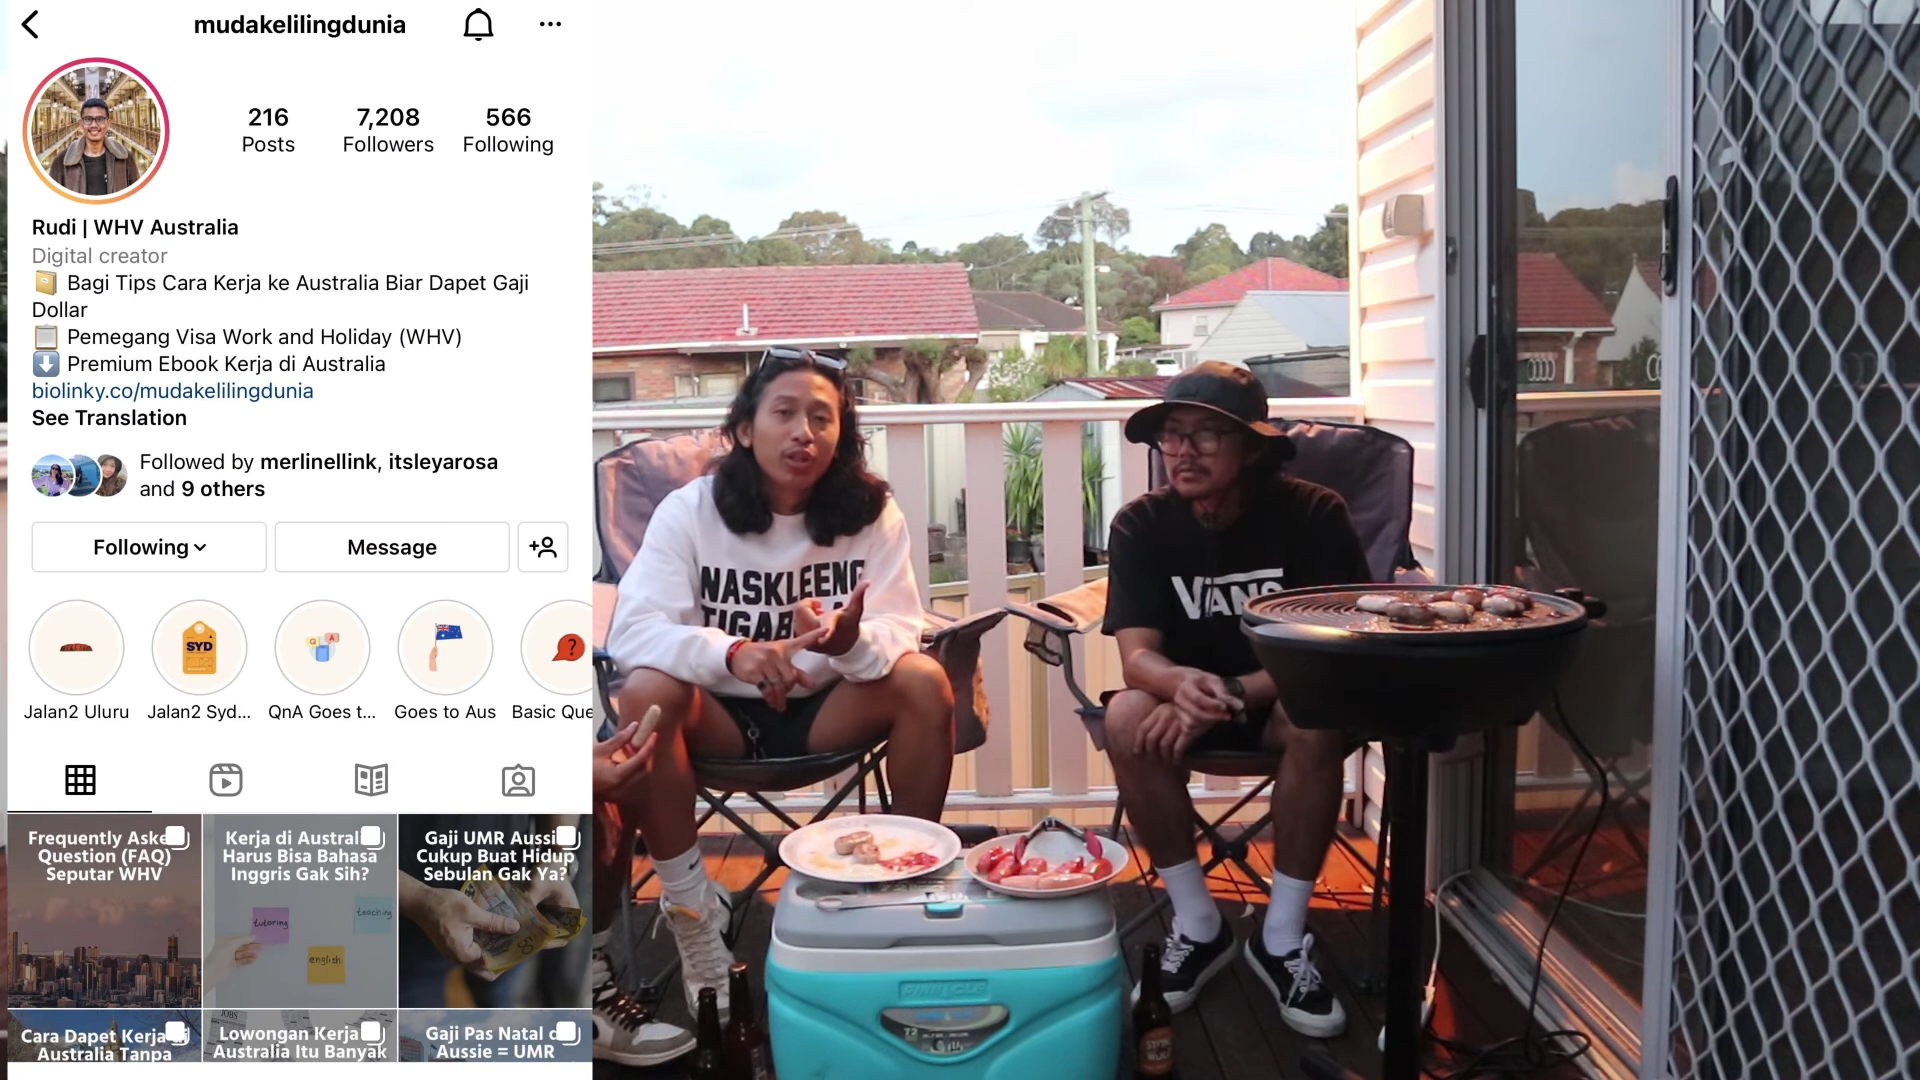 mudakelilingdunia
216
Posts
7,208
Followers
566
Following
Rudi | WHV Australia
Digital creator
Bagi Tips Cara Kerja ke Australia Biar Dapet Gaji
Dollar
Pemegang Visa Work and Holiday (WHV)
Premium Ebook Kerja di Australia
biolinky.co/mudakelilingdunia
See Translation
Followed by merlinellink, itsleyarosa
and 9 others
Following
Message
SYD
Q A
?
Jalan2 Uluru
Jalan2 Syd...
QnA Goes t...
Goes to Aus
Basic Que
Frequently Aske
Question (FAQ)
Seputar WHV
Kerja di Austral
Harus Bisa Bahasa
Inggris Gak Sih?
tutoring
teaching
english
Gaji UMR Aussi
Cukup Buat Hidup
Sebulan Gak Ya?
Cara Dapet Kerja
Australia Tanpa
JOBS
Lowongan Kerja
Australia Itu Banyak
Gaji Pas Natal d
Aussie = UMR
NASKLEENG
TIGAB
VANS
PINNACLE
72